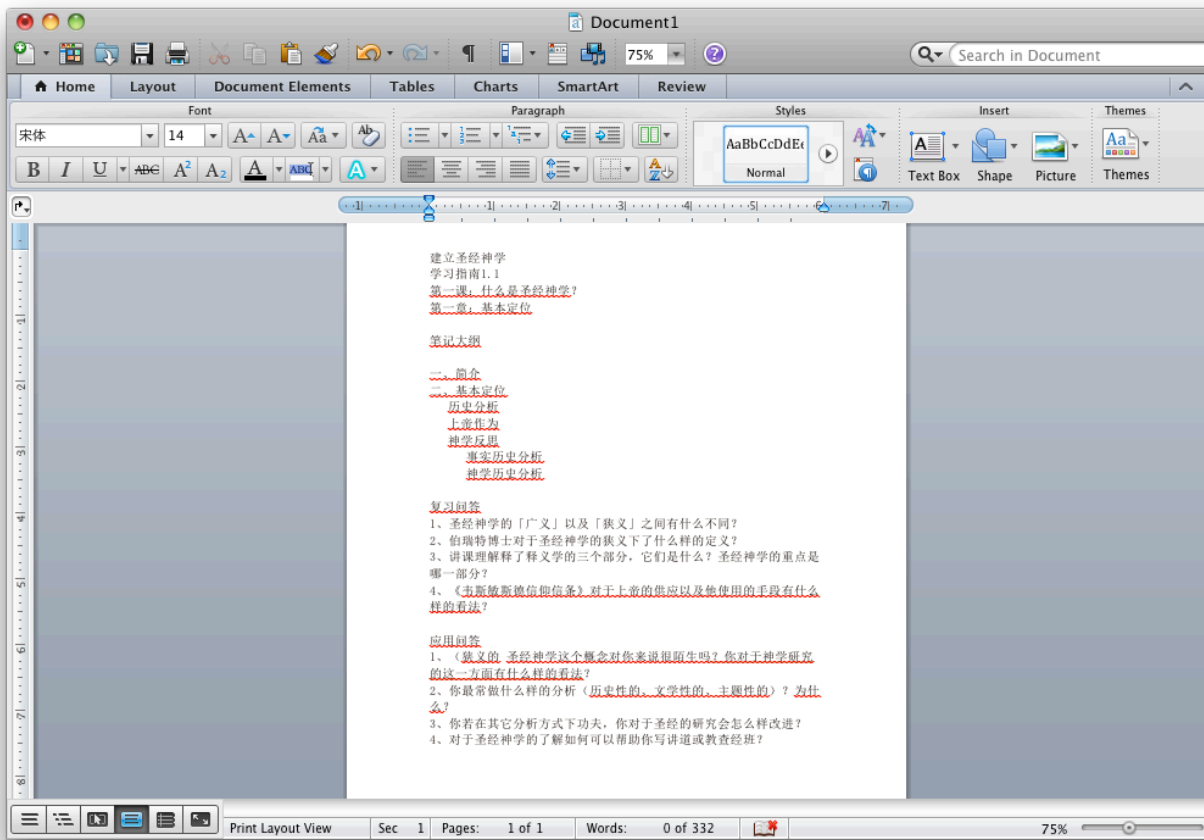 Document1
75%
Search in Document
Home Layout Document Elements Tables Charts SmartArt Review
Font Paragraph Styles Insert Themes
宋体 14 A A Aa Ab
AaBbCcDdEe
B I U ABC A2 A2 A ABC A
Normal
Text Box Shape Picture Themes
1 1 2 3 4 5 6 7
建立圣经神学
学习指南1.1
第一课：什么是圣经神学？
第一章：基本定位
笔记大纲
一、简介
二、基本定位
历史分析
上帝作为
神学反思
事实历史分析
神学历史分析
复习问答
1、圣经神学的「广义」以及「狭义」之间有什么不同？
2、伯瑞特博士对于圣经神学的狭义下了什么样的定义？
3、讲课理解释了释义学的三个部分，它们是什么？圣经神学的重点是
哪一部分？
4、《韦斯敏斯德信仰信条》对于上帝的供应以及他使用的手段有什么
样的看法？
应用问答
1、（狭义的 圣经神学这个概念对你来说很陌生吗？你对于神学研究
的这一方面有什么样的看法？
2、你最常做什么样的分析（历史性的、文学性的、主题性的）？为什
么？
3、你若在其它分析方式下功夫，你对于圣经的研究会怎么样改进？
4、对于圣经神学的了解如何可以帮助你写讲道或教查经班？
Print Layout View Sec 1 Pages: 1 of 1 Words: 0 of 332 75%